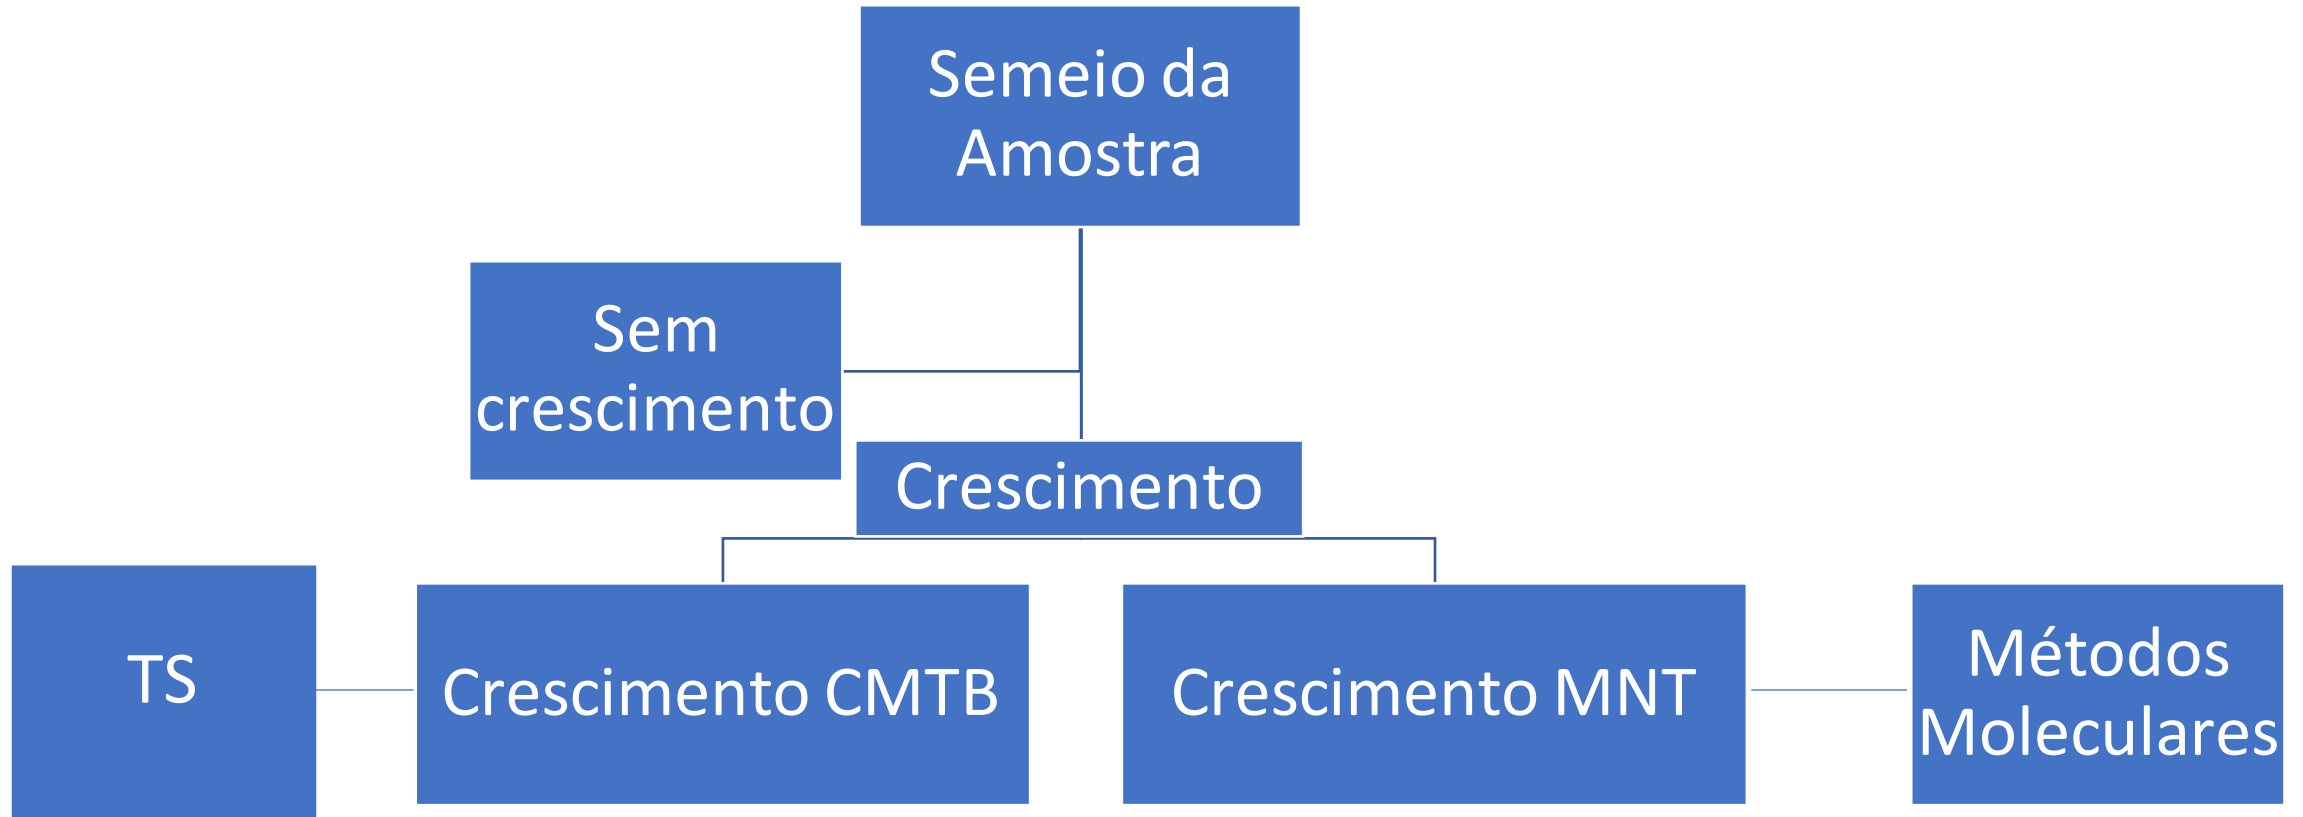 Semeio da
Amostra
Sem
crescimento
Crescimento
TS
Crescimento CMTB
Crescimento MNT
Métodos
Moleculares